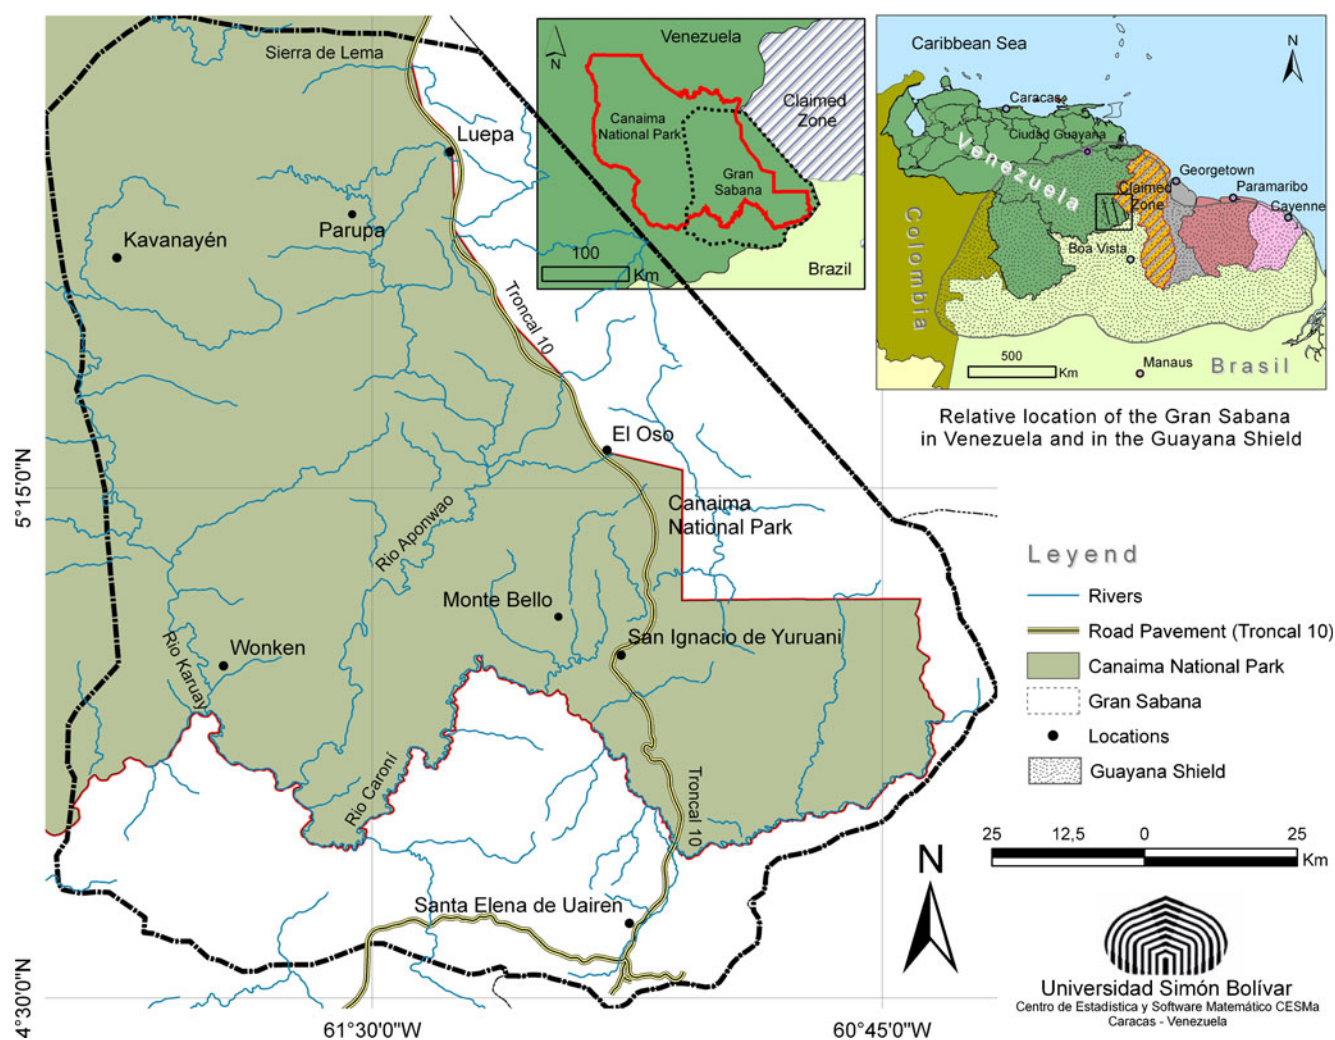 Sierra de Lema
Luepa
Parupa
Kavanayén
Troncal 10
El Oso
Canaima
National Park
Rio Aponwao
Monte Bello
San Ignacio de Yuruani
Wonken
Rio Karuay
Rio Caroní
Troncal 10
Santa Elena de Uairen
5°15'0"N
4°30'0"N
61°30'0"W
60°45'0"W
Venezuela
N
Claimed
Zone
Canaima
National Park
Gran
Sabana
100
Km
Brazil
Caribbean Sea
N
Caracas
Ciudad Guayana
Venezuela
Georgetown
Claimed
Zone
Paramaribo
Cayenne
Colombia
Boa Vista
500
Km
Manaus
Brasil
Relative location of the Gran Sabana
in Venezuela and in the Guayana Shield
Leyend
Rivers
Road Pavement (Troncal 10)
Canaima National Park
Gran Sabana
Locations
Guayana Shield
25 12,5 0 25
Km
N
Universidad Simón Bolívar
Centro de Estadística y Software Matemático CESMa
Caracas - Venezuela